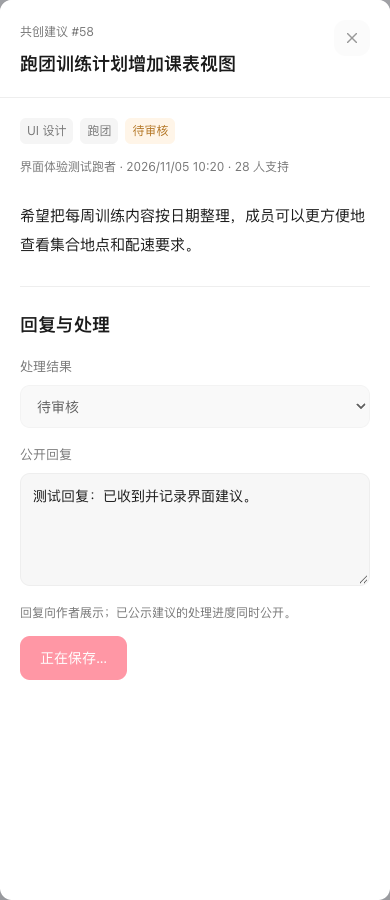 共创建议 #58
跑团训练计划增加课表视图
UI 设计
跑团
待审核
界面体验测试跑者 · 2026/11/05 10:20 · 28 人支持
希望把每周训练内容按日期整理，成员可以更方便地
查看集合地点和配速要求。
回复与处理
处理结果
待审核
公开回复
测试回复：已收到并记录界面建议。
回复向作者展示；已公示建议的处理进度同时公开。
正在保存...